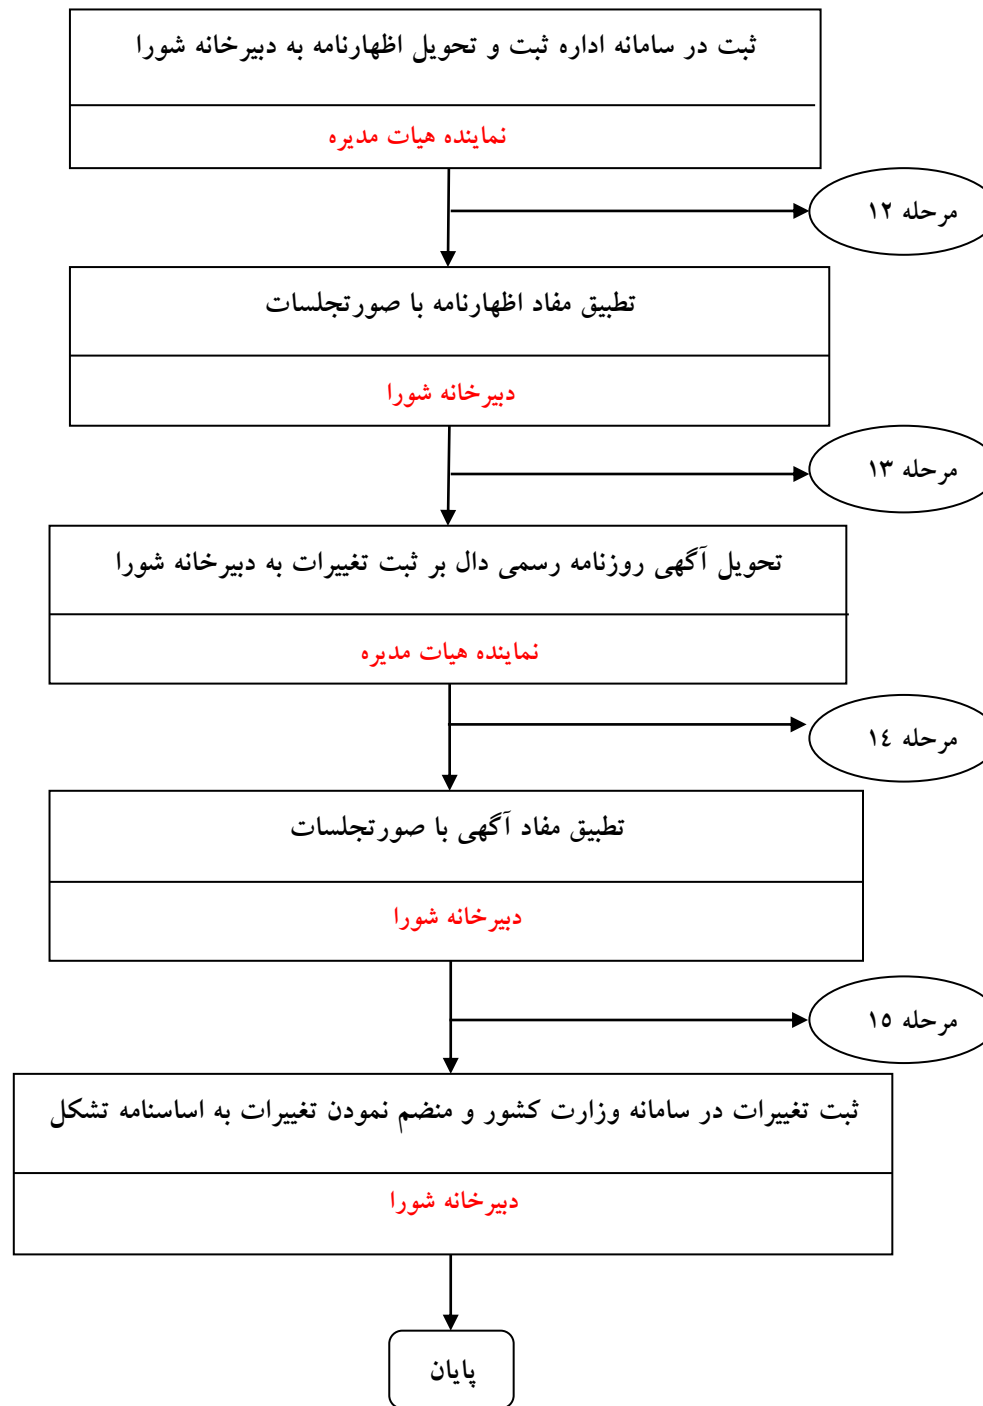 ثبت در سامانه اداره ثبت و تحویل اظهارنامه به دبیرخانه شورا
نماینده هیات مدیره
مرحله ۱۲
تطبیق مفاد اظهارنامه با صورتجلسات
دبیرخانه شورا
مرحله ۱۳
تحویل آگهی روزنامه رسمی دال بر ثبت تغییرات به دبیرخانه شورا
نماینده هیات مدیره
مرحله ۱٤
تطبیق مفاد آگهی با صورتجلسات
دبیرخانه شورا
مرحله ۱٥
ثبت تغییرات در سامانه وزارت کشور و منضم نمودن تغییرات به اساسنامه تشکل
دبیرخانه شورا
پایان